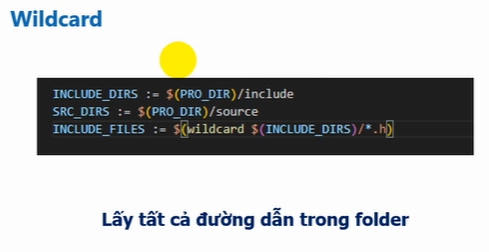 Wildcard
INCLUDE_DIRS := $(PRO_DIR)/include
SRC_DIRS := $(PRO_DIR)/source
INCLUDE_FILES := $(wildcard $(INCLUDE_DIRS)/*.h)
Lấy tất cả đường dẫn trong folder